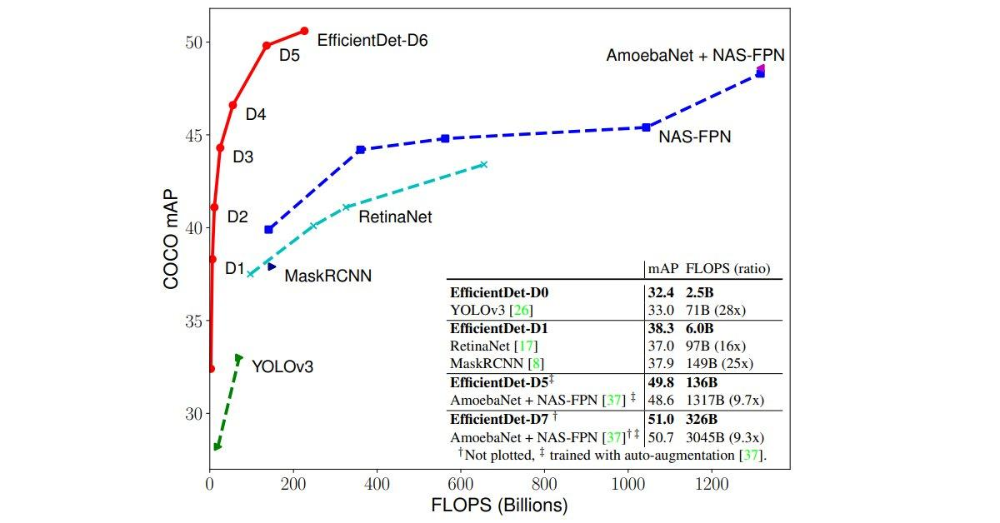 50
45
40
35
30
COCO mAP
0 200 400 600 800 1000 1200
FLOPS (Billions)
EfficientDet-D6
D5
D4
D3
D2
D1
AmoebaNet + NAS-FPN
NAS-FPN
RetinaNet
MaskRCNN
YOLOv3
mAP FLOPS (ratio)
EfficientDet-D0 32.4 2.5B
YOLOv3 [26] 33.0 71B (28x)
EfficientDet-D1 38.3 6.0B
RetinaNet [17] 37.0 97B (16x)
MaskRCNN [8] 37.9 149B (25x)
EfficientDet-D5‡ 49.8 136B
AmoebaNet + NAS-FPN [37] ‡ 48.6 1317B (9.7x)
EfficientDet-D7 † 51.0 326B
AmoebaNet + NAS-FPN [37]†‡ 50.7 3045B (9.3x)
†Not plotted, ‡ trained with auto-augmentation [37].